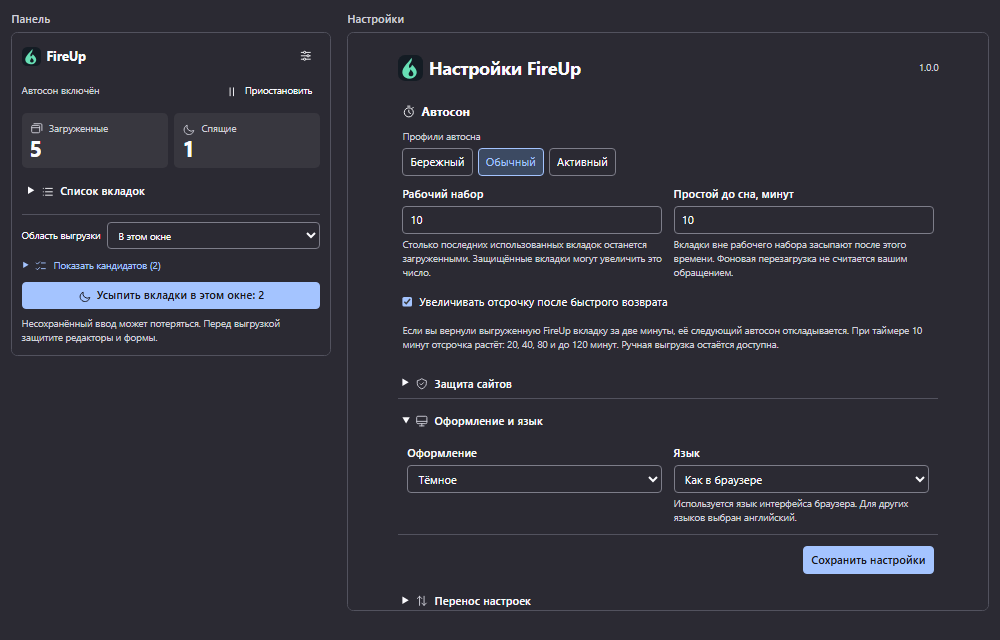 Панель
FireUp
Автосон включён
Приостановить
Загруженные
5
Спящие
1
Список вкладок
Область выгрузки
В этом окне
Показать кандидатов (2)
Усыпить вкладки в этом окне: 2
Несохранённый ввод может потеряться. Перед выгрузкой
защитите редакторы и формы.
Настройки
Настройки FireUp
1.0.0
Автосон
Профили автосна
Бережный
Обычный
Активный
Рабочий набор
10
Столько последних использованных вкладок останется
загруженными. Защищённые вкладки могут увеличить это
число.
Простой до сна, минут
10
Вкладки вне рабочего набора засыпают после этого
времени. Фоновая перезагрузка не считается вашим
обращением.
Увеличивать отсрочку после быстрого возврата
Если вы вернули выгруженную FireUp вкладку за две минуты, её следующий автосон откладывается. При таймере 10
минут отсрочка растёт: 20, 40, 80 и до 120 минут. Ручная выгрузка остаётся доступна.
Защита сайтов
Оформление и язык
Оформление
Тёмное
Язык
Как в браузере
Используется язык интерфейса браузера. Для других
языков выбран английский.
Сохранить настройки
Перенос настроек